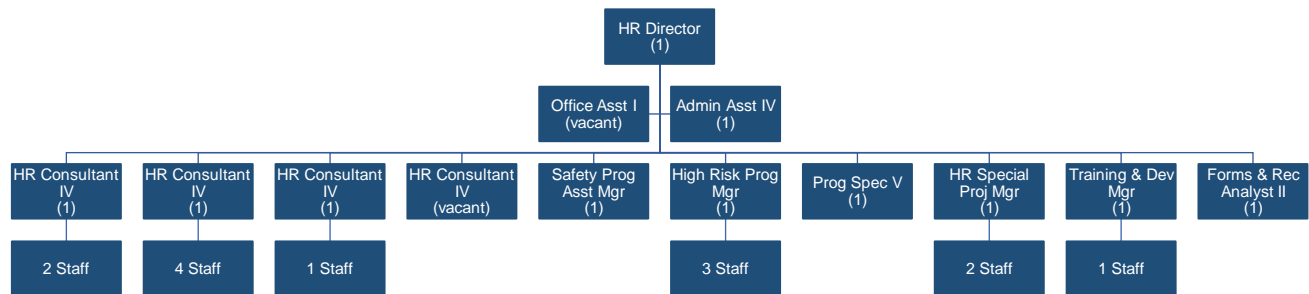 HR Director
(1)
Office Asst I
(vacant)
Admin Asst IV
(1)
HR Consultant
IV
(1)
HR Consultant
IV
(1)
HR Consultant
IV
(1)
HR Consultant
IV
(vacant)
Safety Prog
Asst Mgr
(1)
High Risk Prog
Mgr
(1)
Prog Spec V
(1)
HR Special
Proj Mgr
(1)
Training & Dev
Mgr
(1)
Forms & Rec
Analyst II
(1)
2 Staff
4 Staff
1 Staff
3 Staff
2 Staff
1 Staff